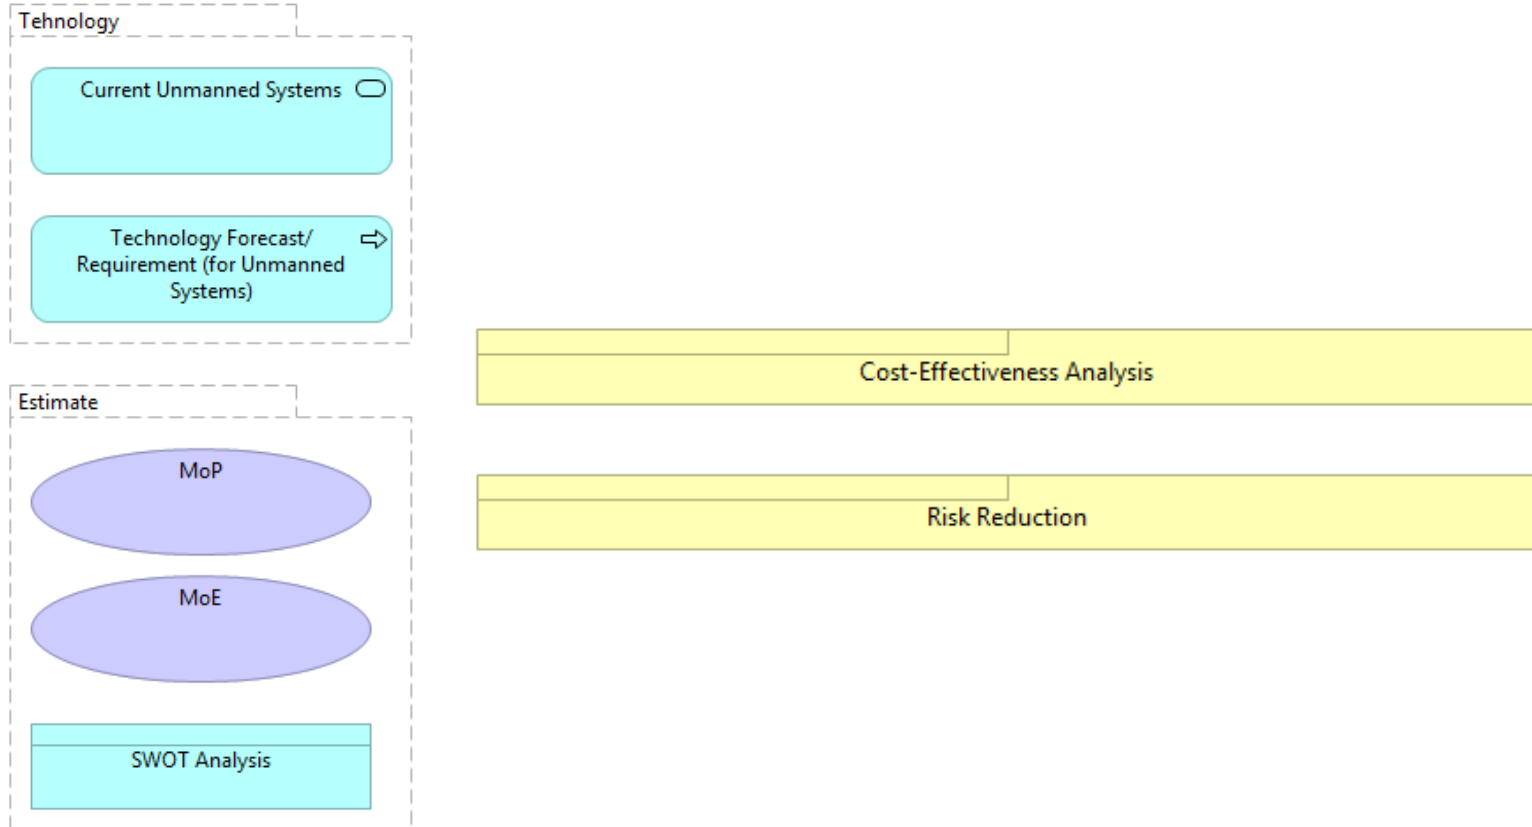 Tehnology
Current Unmanned Systems
Technology Forecast/
Requirement (for Unmanned
Systems)
Estimate
MoP
MoE
SWOT Analysis
Cost-Effectiveness Analysis
Risk Reduction